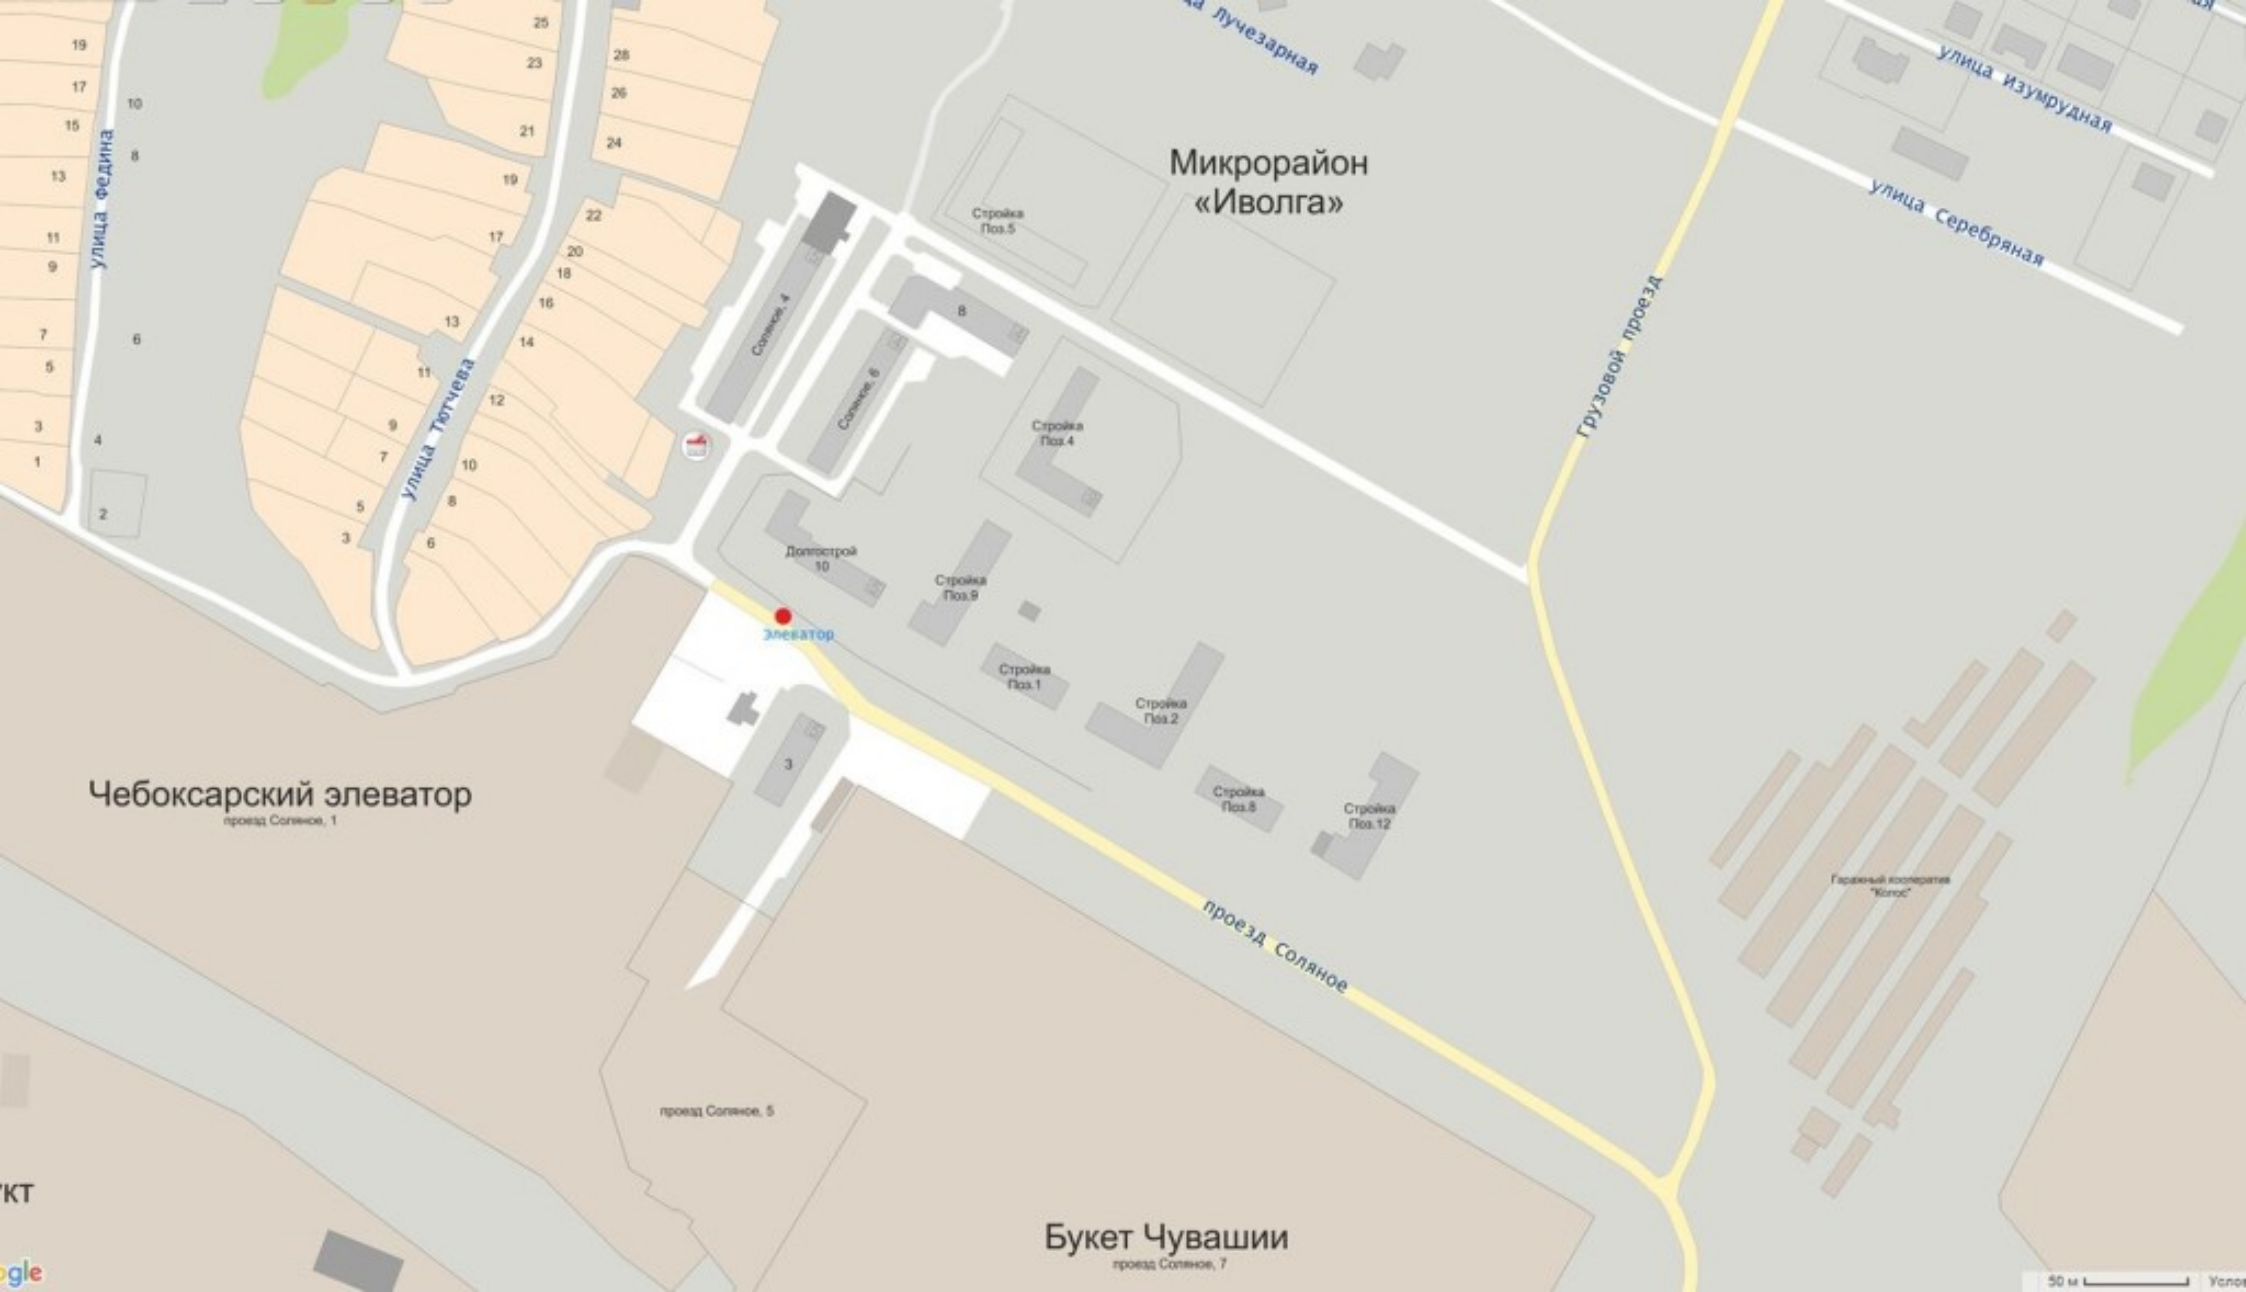 25
19
23
28
17
26
15
10
21
24
8
13
19
22
17
11
20
9
18
16
13
7
14
6
5
11
12
3
9
4
7
10
1
5
8
2
3
6
улица Федина
улица Тютчева
ца Лучезарная
Микрорайон
«Иволга»
улица Изумрудная
улица Серебряная
Грузовой проезд
Стройка
Поз.5
Соляное, 4
8
Соляное, 6
Стройка
Поз.4
Долгострой
10
Стройка
Поз.9
Элеватор
Стройка
Поз.1
Стройка
Поз.2
3
Стройка
Поз.8
Стройка
Поз.12
Чебоксарский элеватор
проезд Соляное, 1
Гаражный кооператив
"Колос"
проезд Соляное
проезд Соляное, 5
укт
Букет Чувашии
проезд Соляное, 7
ogle
50 м
Услов